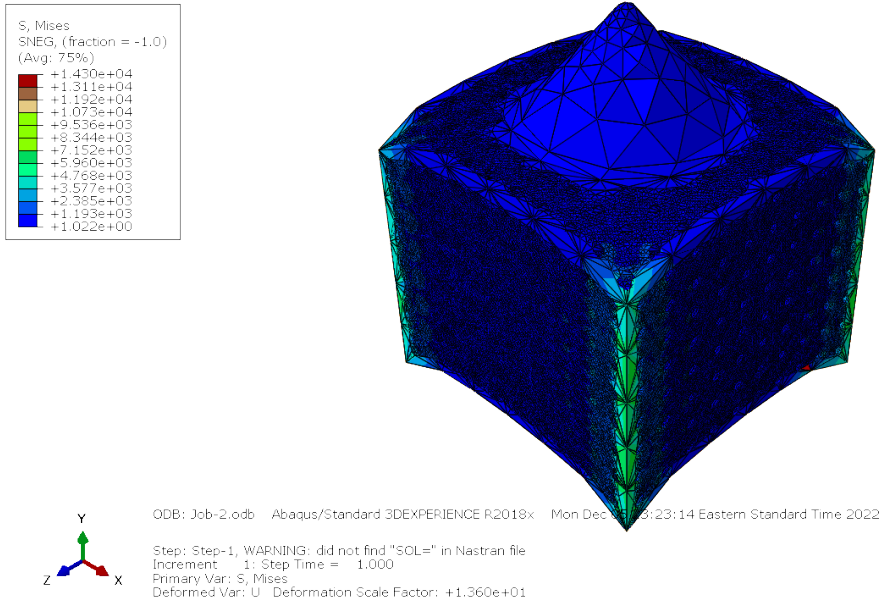 S, Mises
SNEG, (fraction = -1.0)
(Avg: 75%)
+1.430e+04
+1.311e+04
+1.192e+04
+1.073e+04
+9.536e+03
+8.344e+03
+7.152e+03
+5.960e+03
+4.768e+03
+3.577e+03
+2.385e+03
+1.193e+03
+1.022e+00
Y
Z
X
ODB: Job-2.odb Abaqus/Standard 3DEXPERIENCE R2018x Mon Dec 3:23:14 Eastern Standard Time 2022
Step: Step-1, WARNING: did not find "SOL=" in Nastran file
Increment 1: Step Time = 1.000
Primary Var: S, Mises
Deformed Var: U Deformation Scale Factor: +1.360e+01